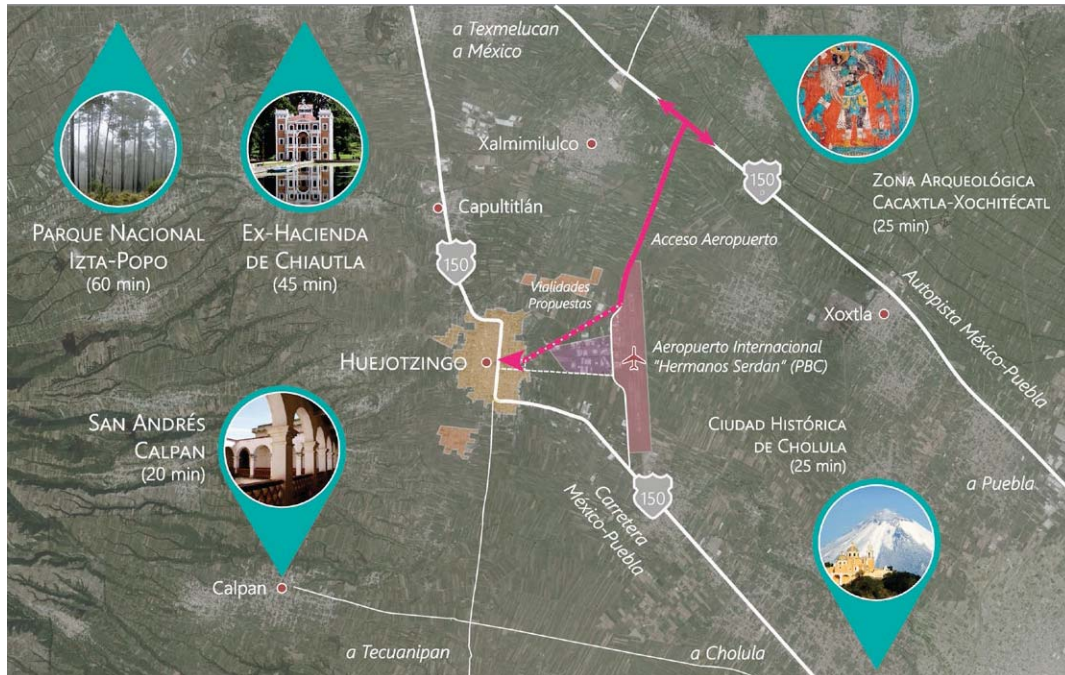 a Texmelucan
a México
Xalmimilulco
150
ZONA ARQUEOLÓGICA
CACAXTLA-XOCHITÉCATL
(25 min)
PARQUE NACIONAL
IZTA-POPO
(60 min)
EX-HACIENDA
DE CHIAUTLA
(45 min)
Capultitlán
150
Acceso Aeropuerto
Vialidades
Propuestas
Autopista México-Puebla
Xoxtla
HUEJOTZINGO
Aeropuerto Internacional
"Hermanos Serdan" (PBC)
SAN ANDRÉS
CALPAN
(20 min)
CIUDAD HISTÓRICA
DE CHOLULA
(25 min)
a Puebla
150
Carretera
México-Puebla
Calpan
a Tecuanipan
a Cholula